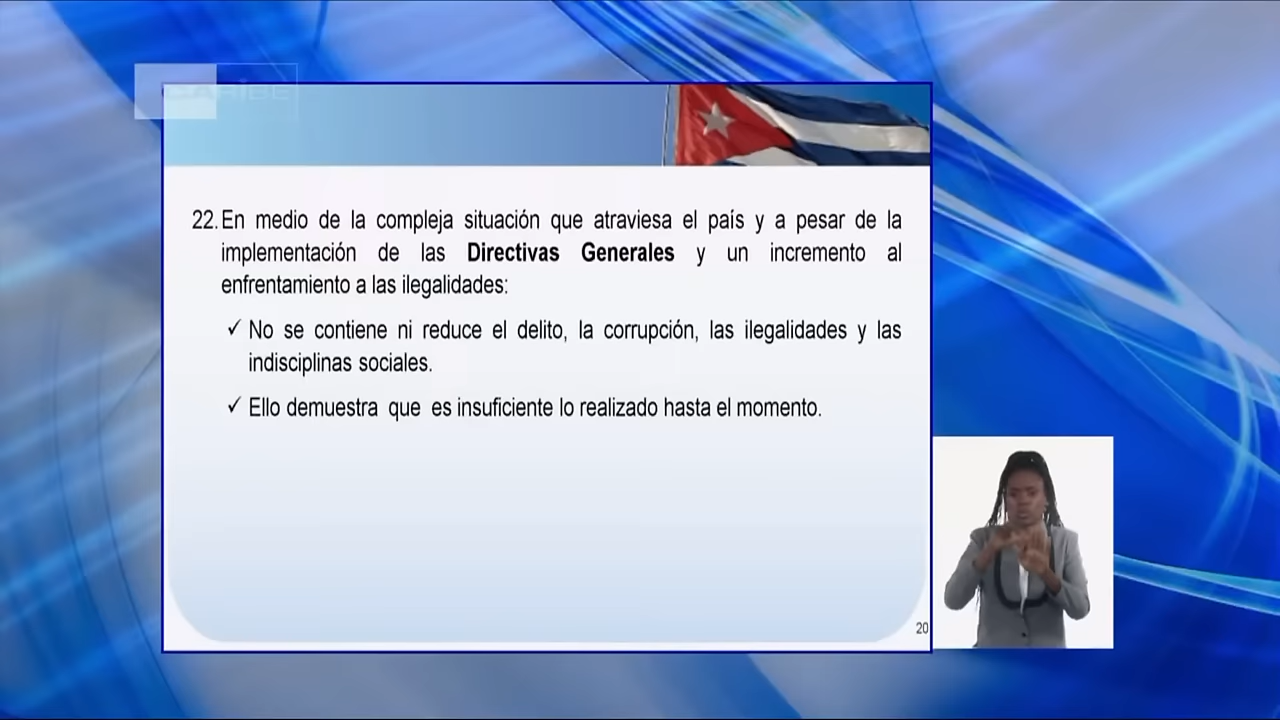 CARIBE
22. En medio de la compleja situación que atraviesa el país y a pesar de la
implementación de las Directivas Generales y un incremento al
enfrentamiento a las ilegalidades:
✓ No se contiene ni reduce el delito, la corrupción, las ilegalidades y las
indisciplinas sociales.
✓ Ello demuestra que es insuficiente lo realizado hasta el momento.
20